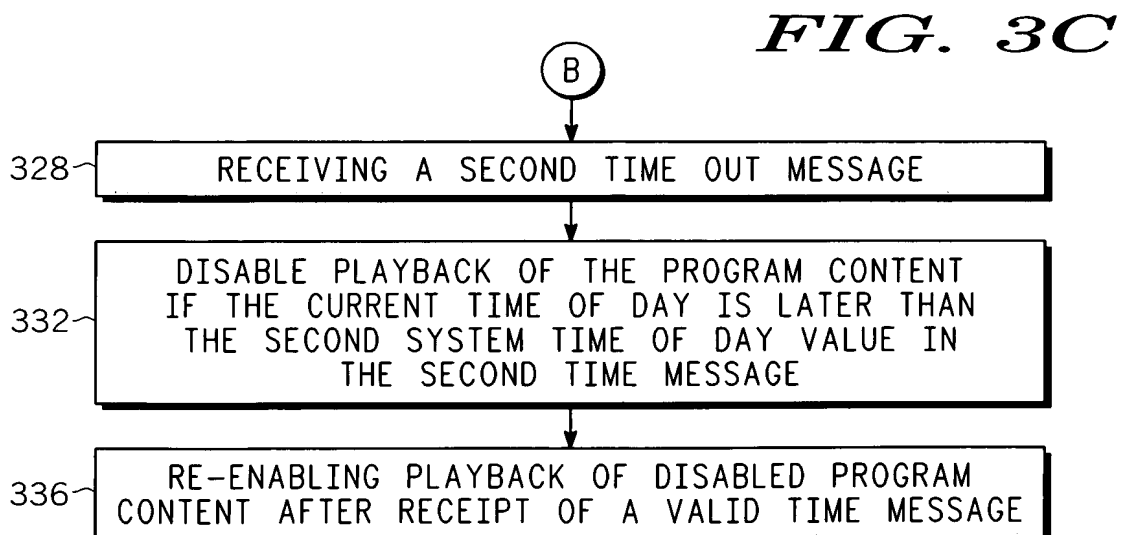 FIG. 3C
B
328
RECEIVING A SECOND TIME OUT MESSAGE
332
DISABLE PLAYBACK OF THE PROGRAM CONTENT
IF THE CURRENT TIME OF DAY IS LATER THAN
THE SECOND SYSTEM TIME OF DAY VALUE IN
THE SECOND TIME MESSAGE
336
RE-ENABLING PLAYBACK OF DISABLED PROGRAM
CONTENT AFTER RECEIPT OF A VALID TIME MESSAGE